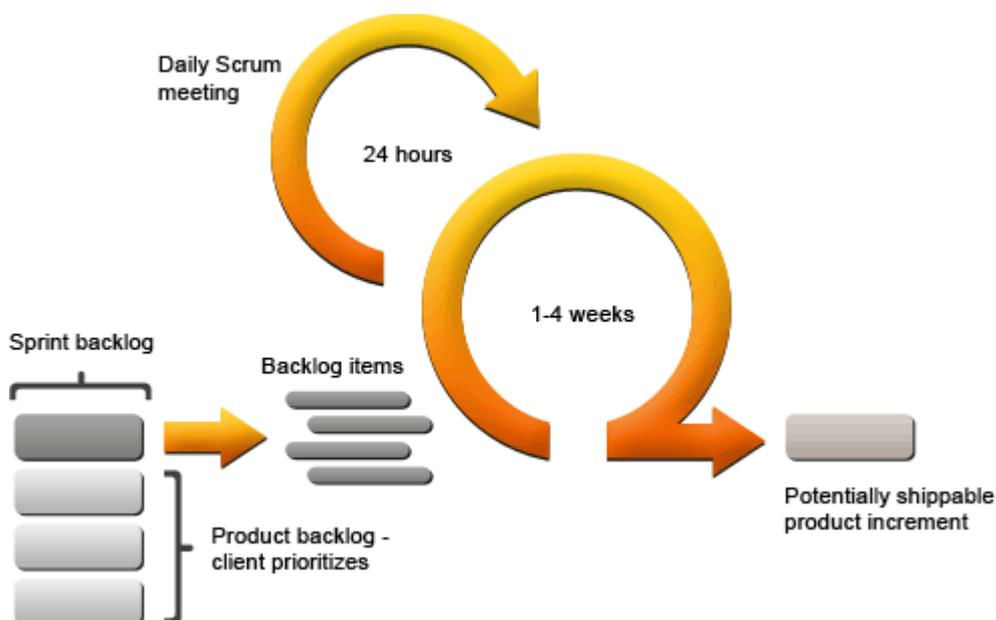 Daily Scrum
meeting
24 hours
1-4 weeks
Sprint backlog
Backlog items
Product backlog -
client prioritizes
Potentially shippable
product increment